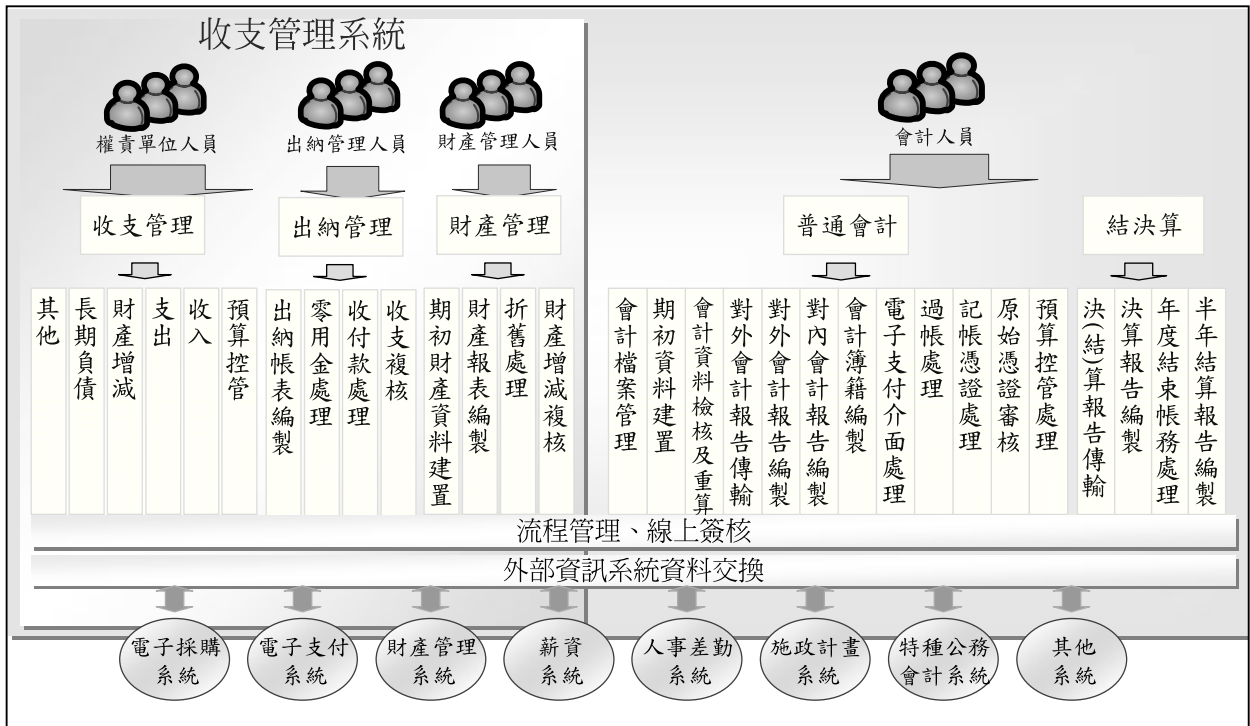 收支管理系統
權責單位人員
出納管理人員
財產管理人員
會計人員
收支管理
出納管理
財產管理
普通會計
結決算
其他
長期負債
財產增減
支出
收入
預算控管
出納帳表編製
零用金處理
收付款處理
收支複核
期初財產資料建置
財產報表編製
折舊處理
財產增減複核
會計檔案管理
期初資料建置
會計資料檢核及重算
對外會計報告傳輸
對外會計報告編製
對內會計報告編製
會計簿籍編製
電子支付介面處理
過帳處理
記帳憑證處理
原始憑證審核
預算控管處理
決(結)算報告傳輸
決算報告編製
年度結束帳務處理
半年結算報告編製
流程管理、線上簽核
外部資訊系統資料交換
電子採購
系統
電子支付
系統
財產管理
系統
薪資
系統
人事差勤
系統
施政計畫
系統
特種公務
會計系統
其他
系統